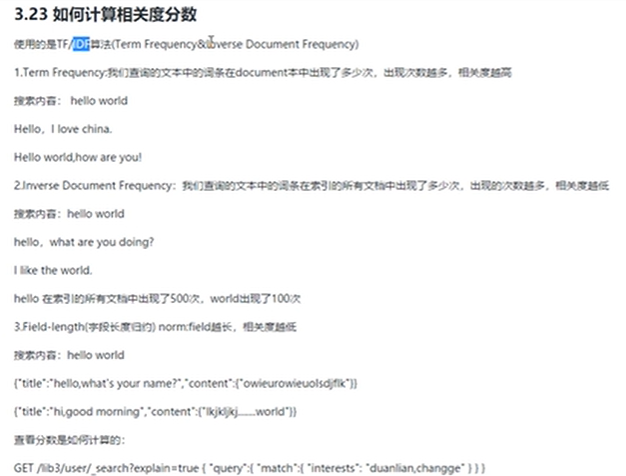 3.23 如何计算相关度分数
使用的是TF/IDF算法(Term Frequency&Inverse Document Frequency)
1.Term Frequency:我们查询的文本中的词条在document本中出现了多少次，出现次数越多，相关度越高
搜索内容： hello world
Hello，I love china.
Hello world,how are you!
2.Inverse Document Frequency：我们查询的文本中的词条在索引的所有文档中出现了多少次，出现的次数越多，相关度越低
搜索内容：hello world
hello，what are you doing?
I like the world.
hello 在索引的所有文档中出现了500次，world出现了100次
3.Field-length(字段长度归约) norm:field越长，相关度越低
搜索内容：hello world
{"title":"hello,what's your name?","content":{"owieurowieuolsdjflk"}}
{"title":"hi,good morning","content":{"lkjkljkj.......world"}}
查看分数是如何计算的：
GET /lib3/user/_search?explain=true { "query":{ "match":{ "interests": "duanlian,changge" } } }